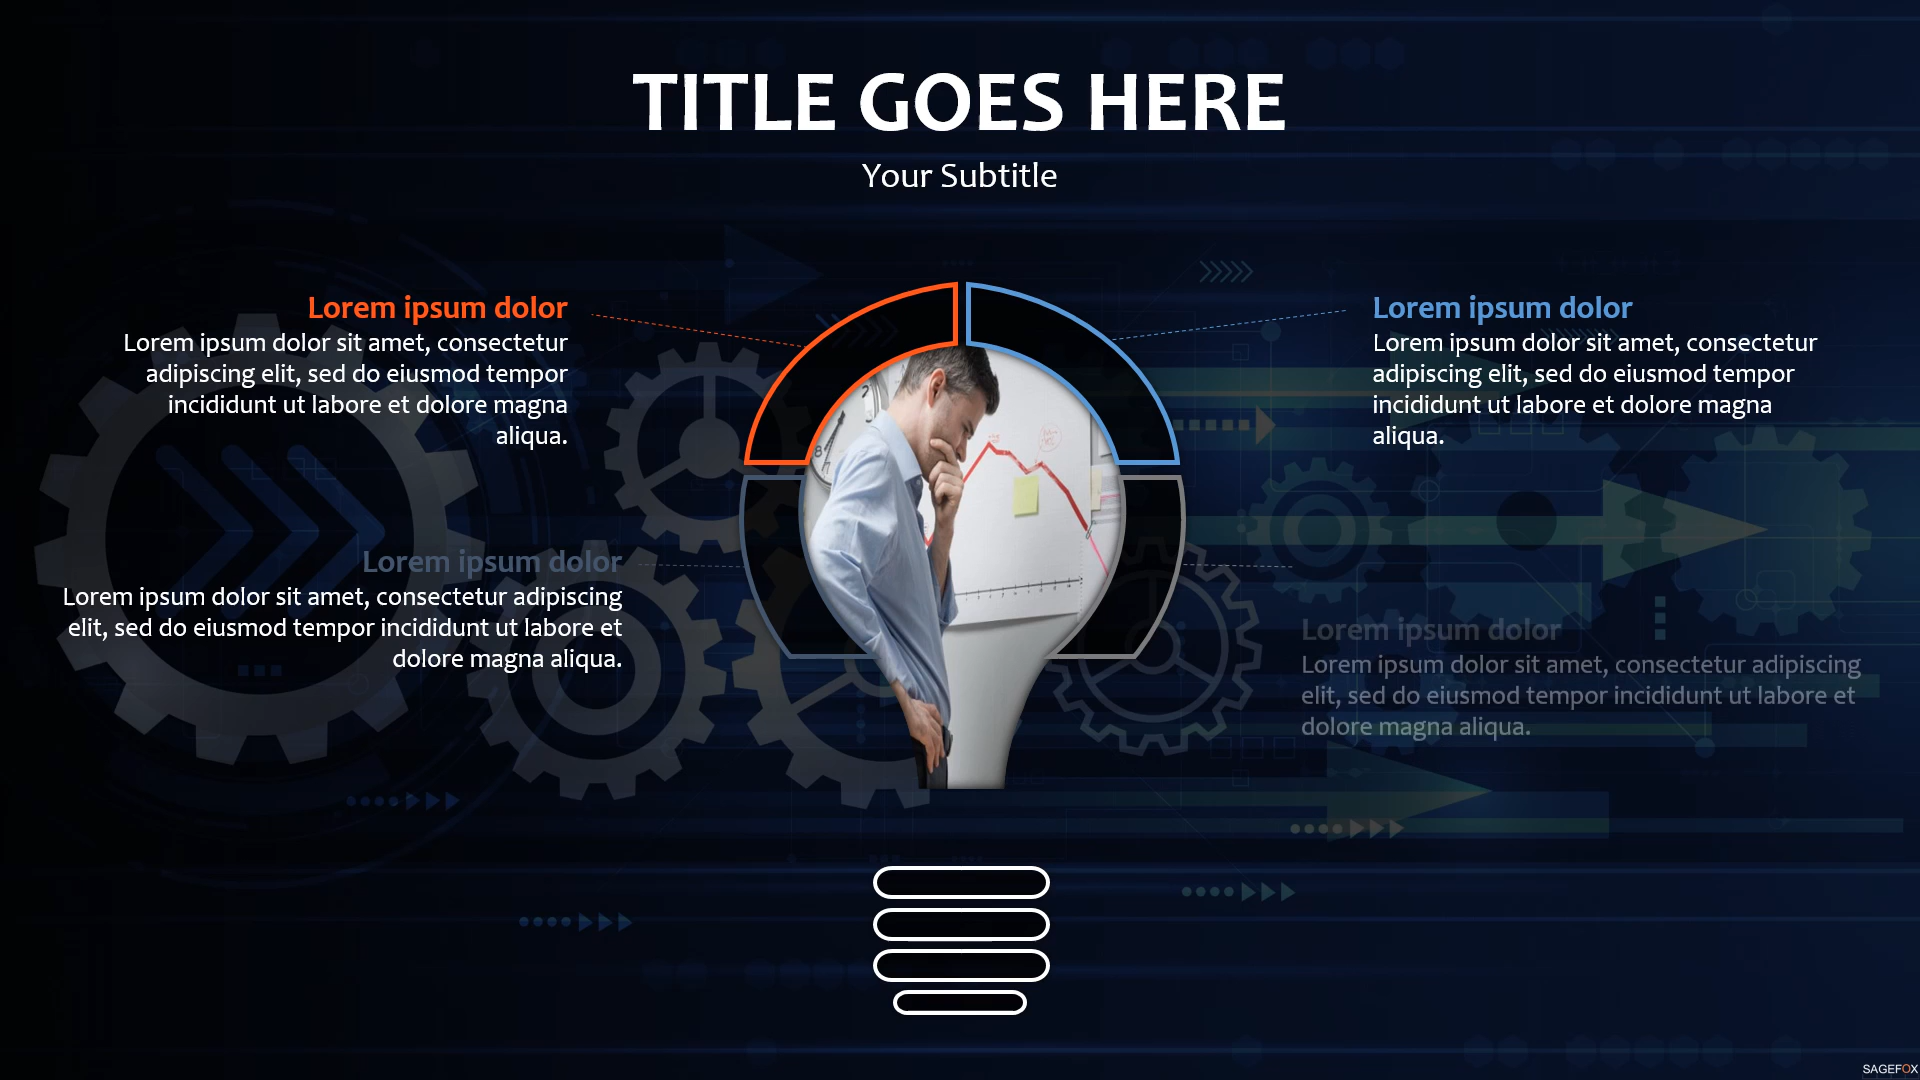 TITLE GOES HERE
Your Subtitle
Lorem ipsum dolor
Lorem ipsum dolor sit amet, consectetur
adipiscing elit, sed do eiusmod tempor
incididunt ut labore et dolore magna
aliqua.
Lorem ipsum dolor
Lorem ipsum dolor sit amet, consectetur
adipiscing elit, sed do eiusmod tempor
incididunt ut labore et dolore magna
aliqua.
Lorem ipsum dolor
Lorem ipsum dolor sit amet, consectetur adipiscing
elit, sed do eiusmod tempor incididunt ut labore et
dolore magna aliqua.
Lorem ipsum dolor
Lorem ipsum dolor sit amet, consectetur adipiscing
elit, sed do eiusmod tempor incididunt ut labore et
dolore magna aliqua.
SAGEFOX